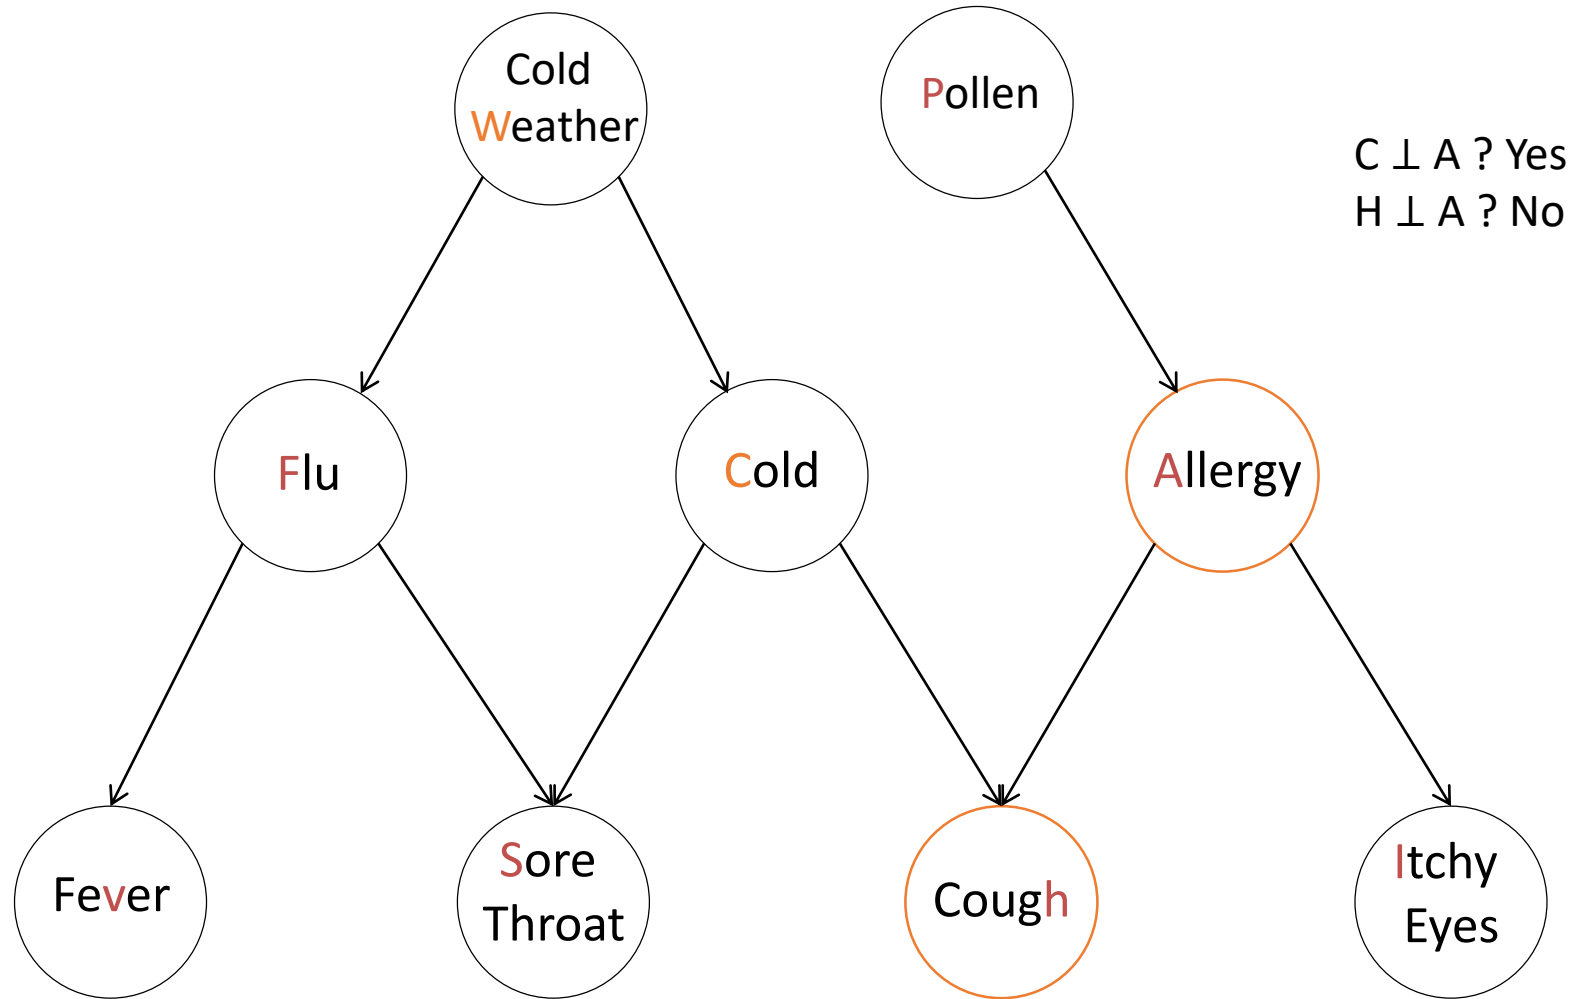 Cold
Weather
Pollen
C ⊥ A ? Yes
H ⊥ A ? No
Flu
Cold
Allergy
Fever
Sore
Throat
Cough
Itchy
Eyes